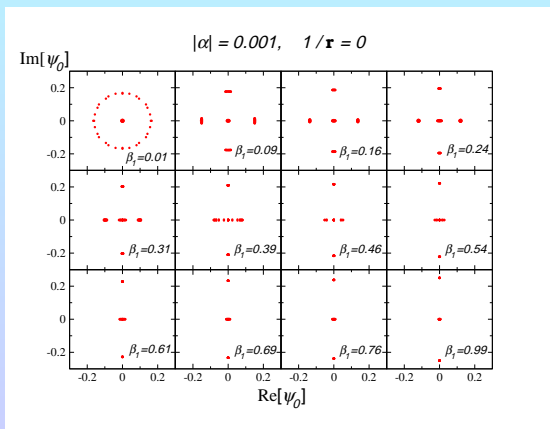 |α| = 0.001, 1 / r = 0
Im[ψ0]
0.2
0
-0.2
β1=0.01
β1=0.09
β1=0.16
β1=0.24
0.2
0
-0.2
β1=0.31
β1=0.39
β1=0.46
β1=0.54
0.2
0
-0.2
β1=0.61
β1=0.69
β1=0.76
β1=0.99
-0.2 0 0.2 -0.2 0 0.2 -0.2 0 0.2 -0.2 0 0.2
Re[ψ0]